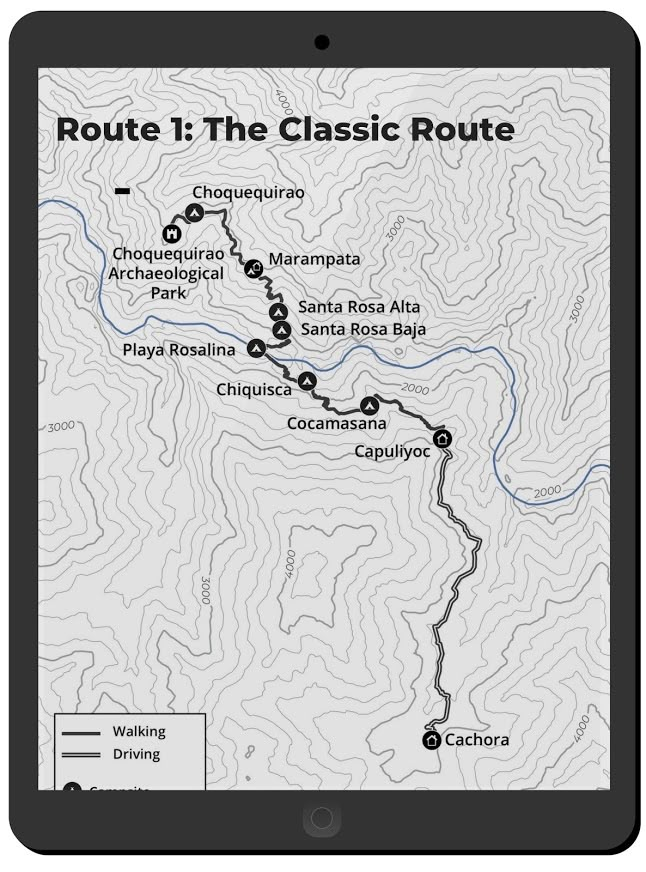 4000
Route 1: The Classic Route
Choquequirao
3000
Choquequirao
Archaeological
Park
Marampata
3000
Santa Rosa Alta
Santa Rosa Baja
Playa Rosalina
Chiquisca
2000
Cocamasana
3000
Capuliyoc
2000
4000
3000
4000
Walking
Driving
Cachora